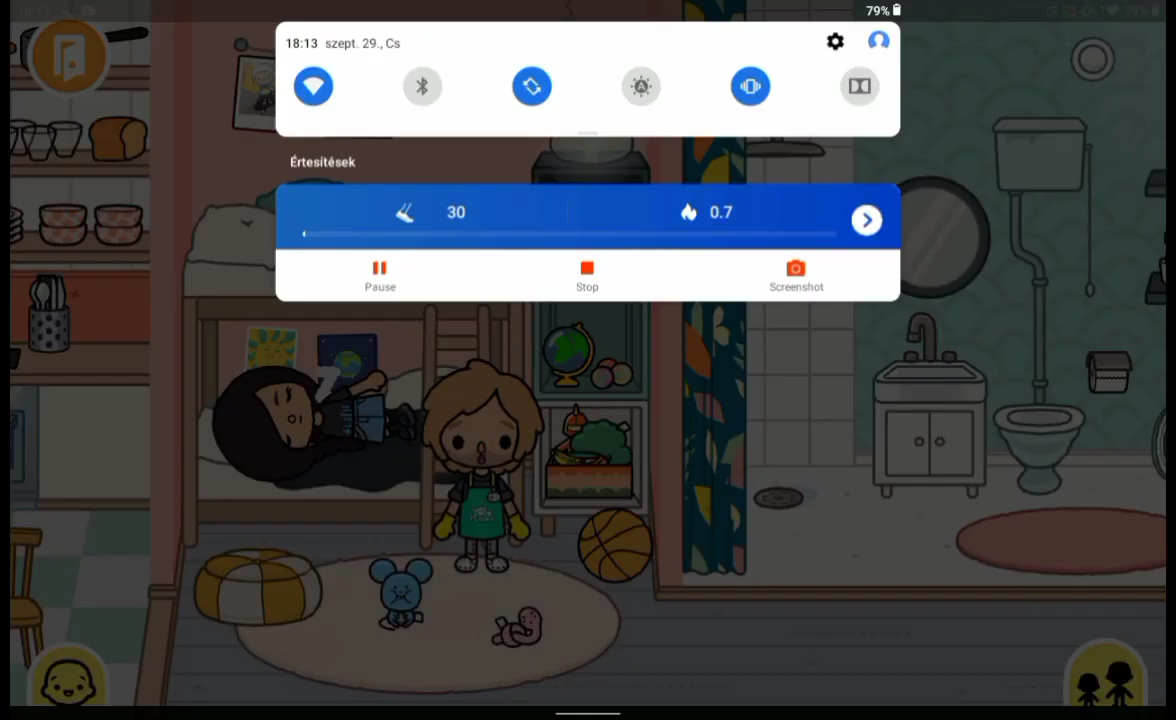 79%
18:13 szept. 29., Cs
Értesítések
30 0.7
Pause Stop Screenshot